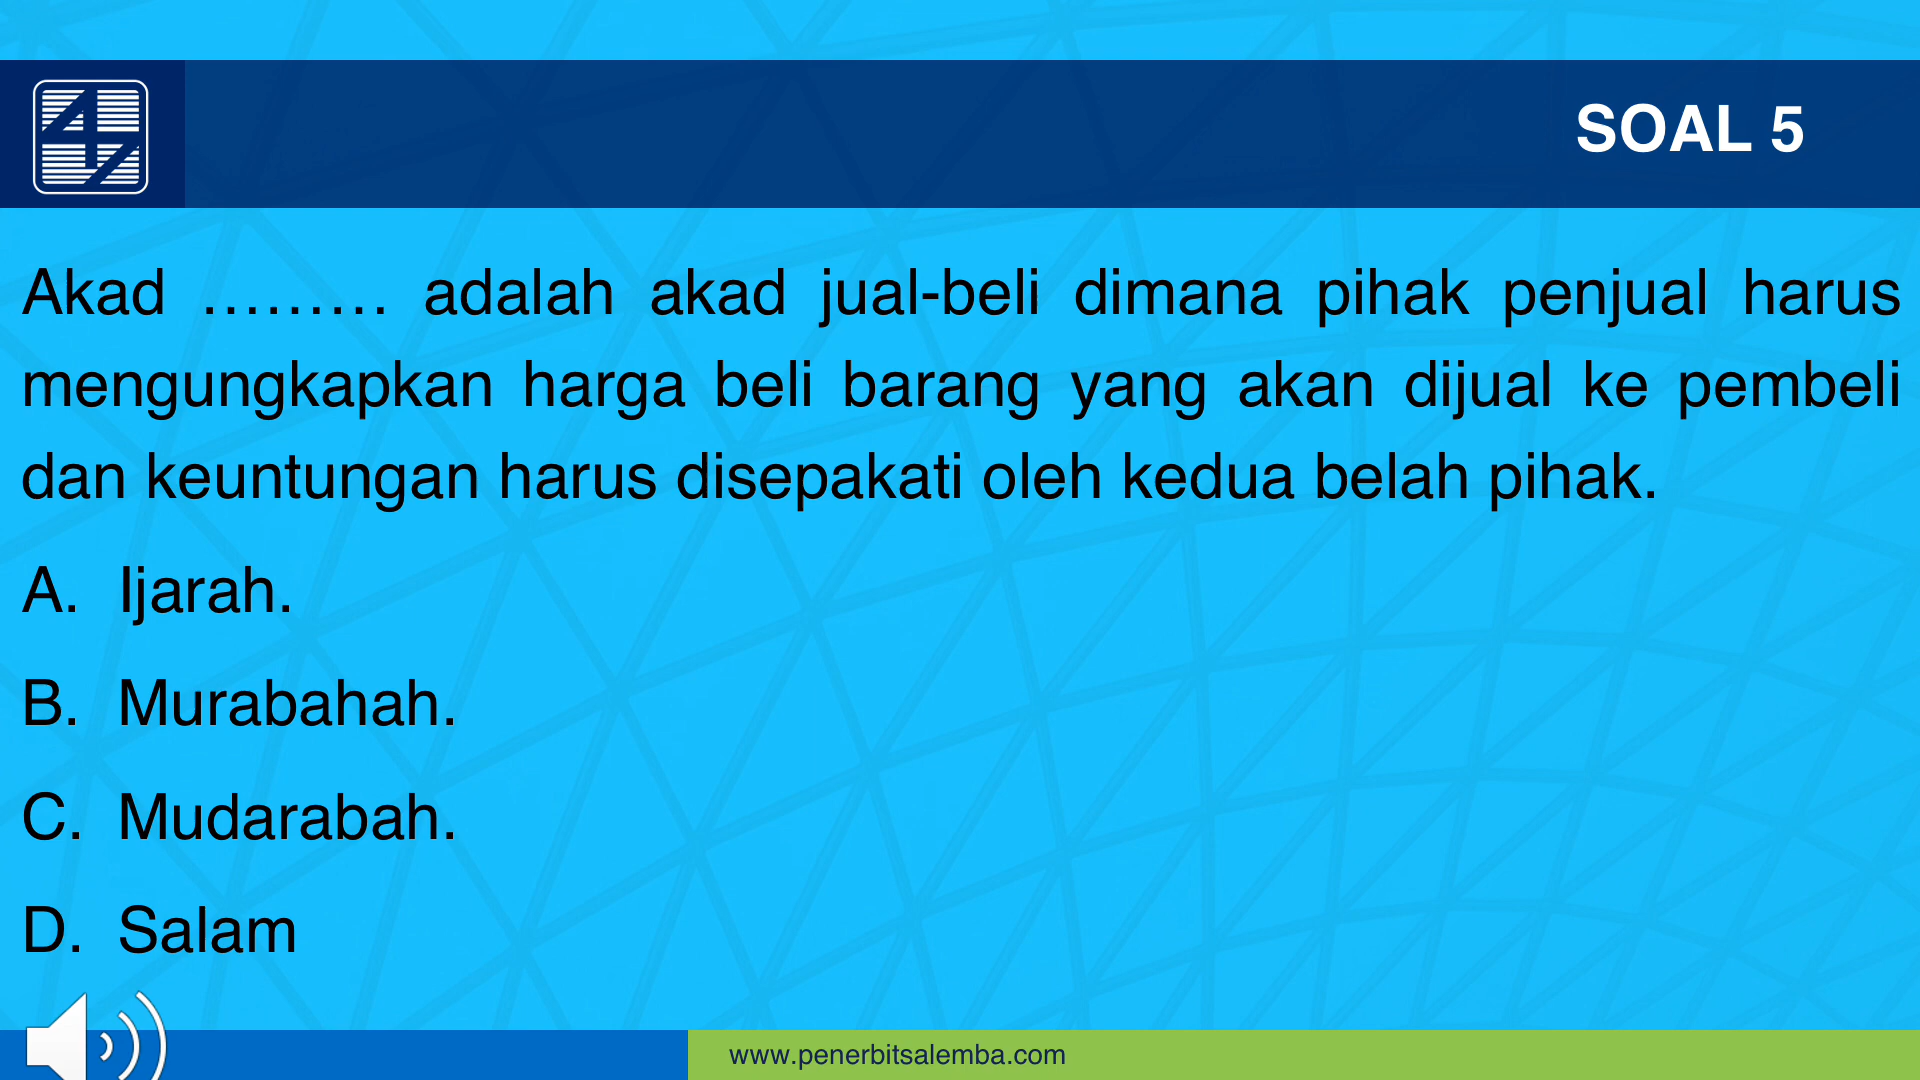 SOAL 5
Akad ……… adalah akad jual-beli dimana pihak penjual harus
mengungkapkan harga beli barang yang akan dijual ke pembeli
dan keuntungan harus disepakati oleh kedua belah pihak.
A. Ijarah.
B. Murabahah.
C. Mudarabah.
D. Salam
www.penerbitsalemba.com